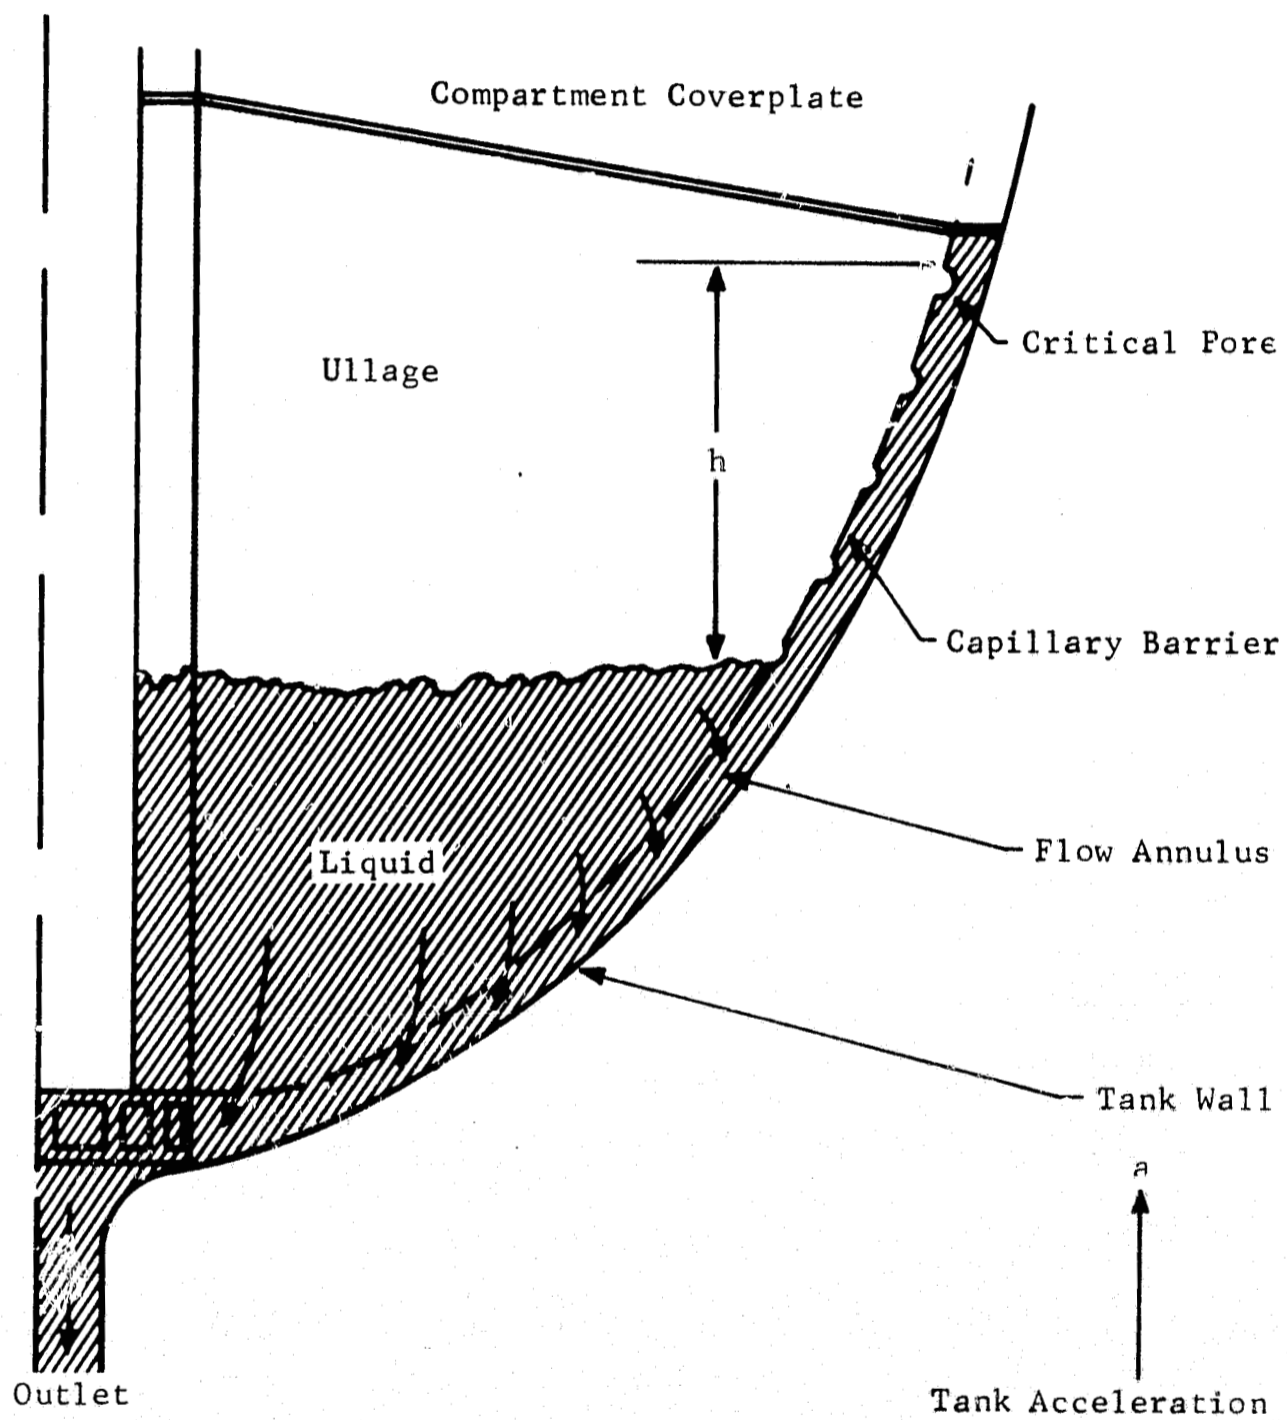 Compartment Coverplate
Critical Pore
Ullage
h
Capillary Barrier
Flow Annulus
Liquid
Tank Wall
a
Outlet
Tank Acceleration